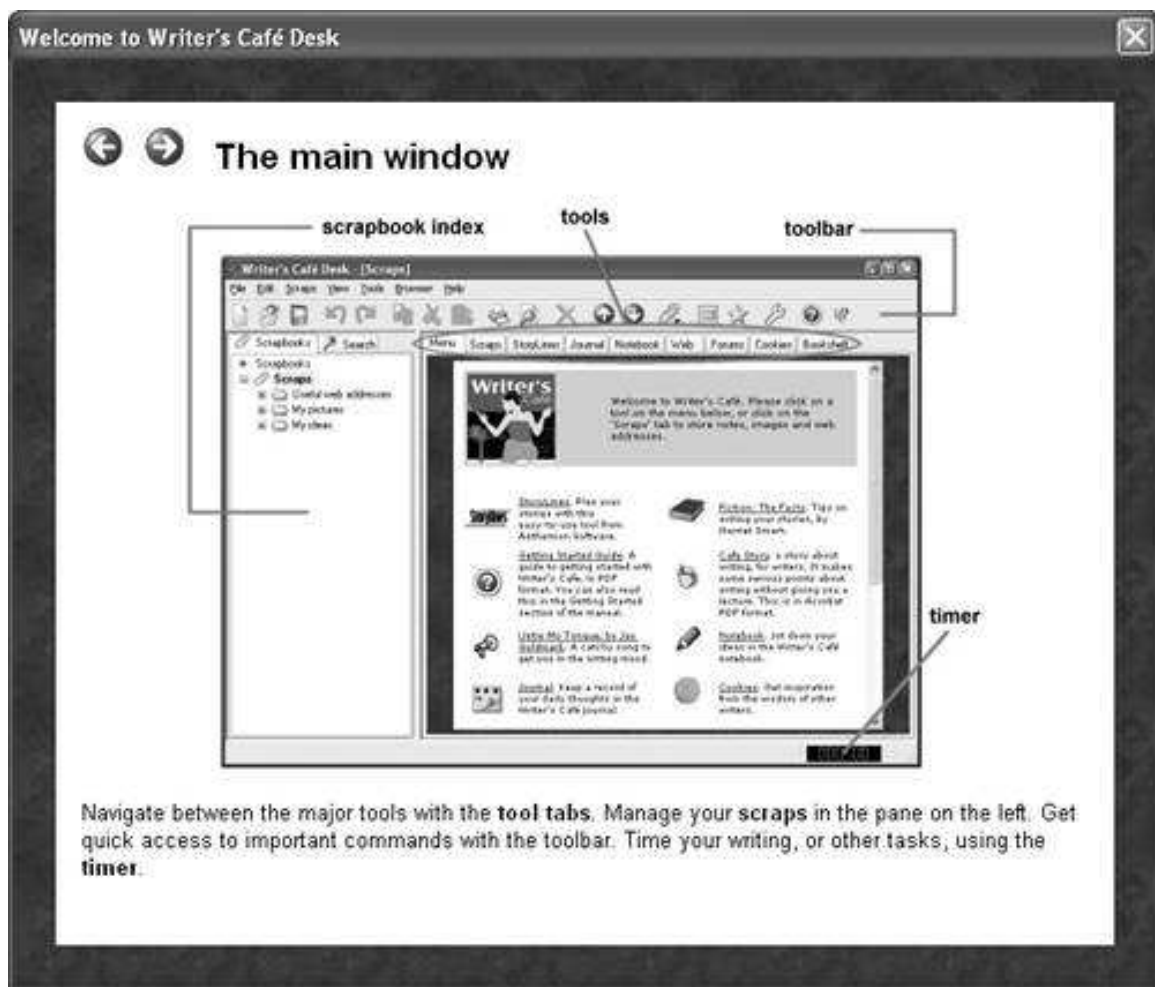 Welcome to Writer's Café Desk
The main window
scrapbook index
tools
toolbar
Writer's Café Desk - [Scraps]
File Edit Scraps View Tools Browser Help
Scrapbooks Search
Menu Scraps StoryLines Journal Notebook Web Forums Cookies Bookshelf
Scrapbooks
Scraps
Useful web addresses
My pictures
My ideas
Writer's
Welcome to Writer's Café. Please click on a
tool on the menu below, or click on the
'Scraps' tab to store notes, images and web
addresses.
StoryLines. Plan your
stories with this
easy-to-use tool from
Anthemion Software.
Fiction: The Facts. Tips on
writing your stories, by
Harriet Smart.
Getting Started Guide. A
guide to getting started with
Writer's Café, in PDF
format. You can also read
this in the Getting Started
section of the manual.
Café Story, a story about
writing, for writers. It makes
some serious points about
writing without giving you a
lecture. This is in Acrobat
PDF format.
timer
Untie My Tongue, by Jay
A catchy song to
get you in the writing mood.
Notebook. Jot down your
ideas in the Writer's Café
notebook.
Journal. Keep a record of
your daily thoughts in the
Writer's Café journal.
Cookies. Get inspiration
from the wisdom of other
writers.
Navigate between the major tools with the tool tabs. Manage your scraps in the pane on the left. Get
quick access to important commands with the toolbar. Time your writing, or other tasks, using the
timer.